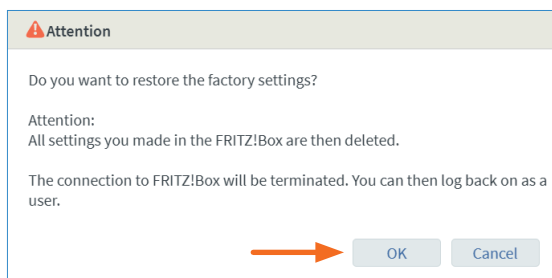 Attention
Do you want to restore the factory settings?
Attention:
All settings you made in the FRITZ!Box are then deleted.
The connection to FRITZ!Box will be terminated. You can then log back on as a
user.
OK Cancel